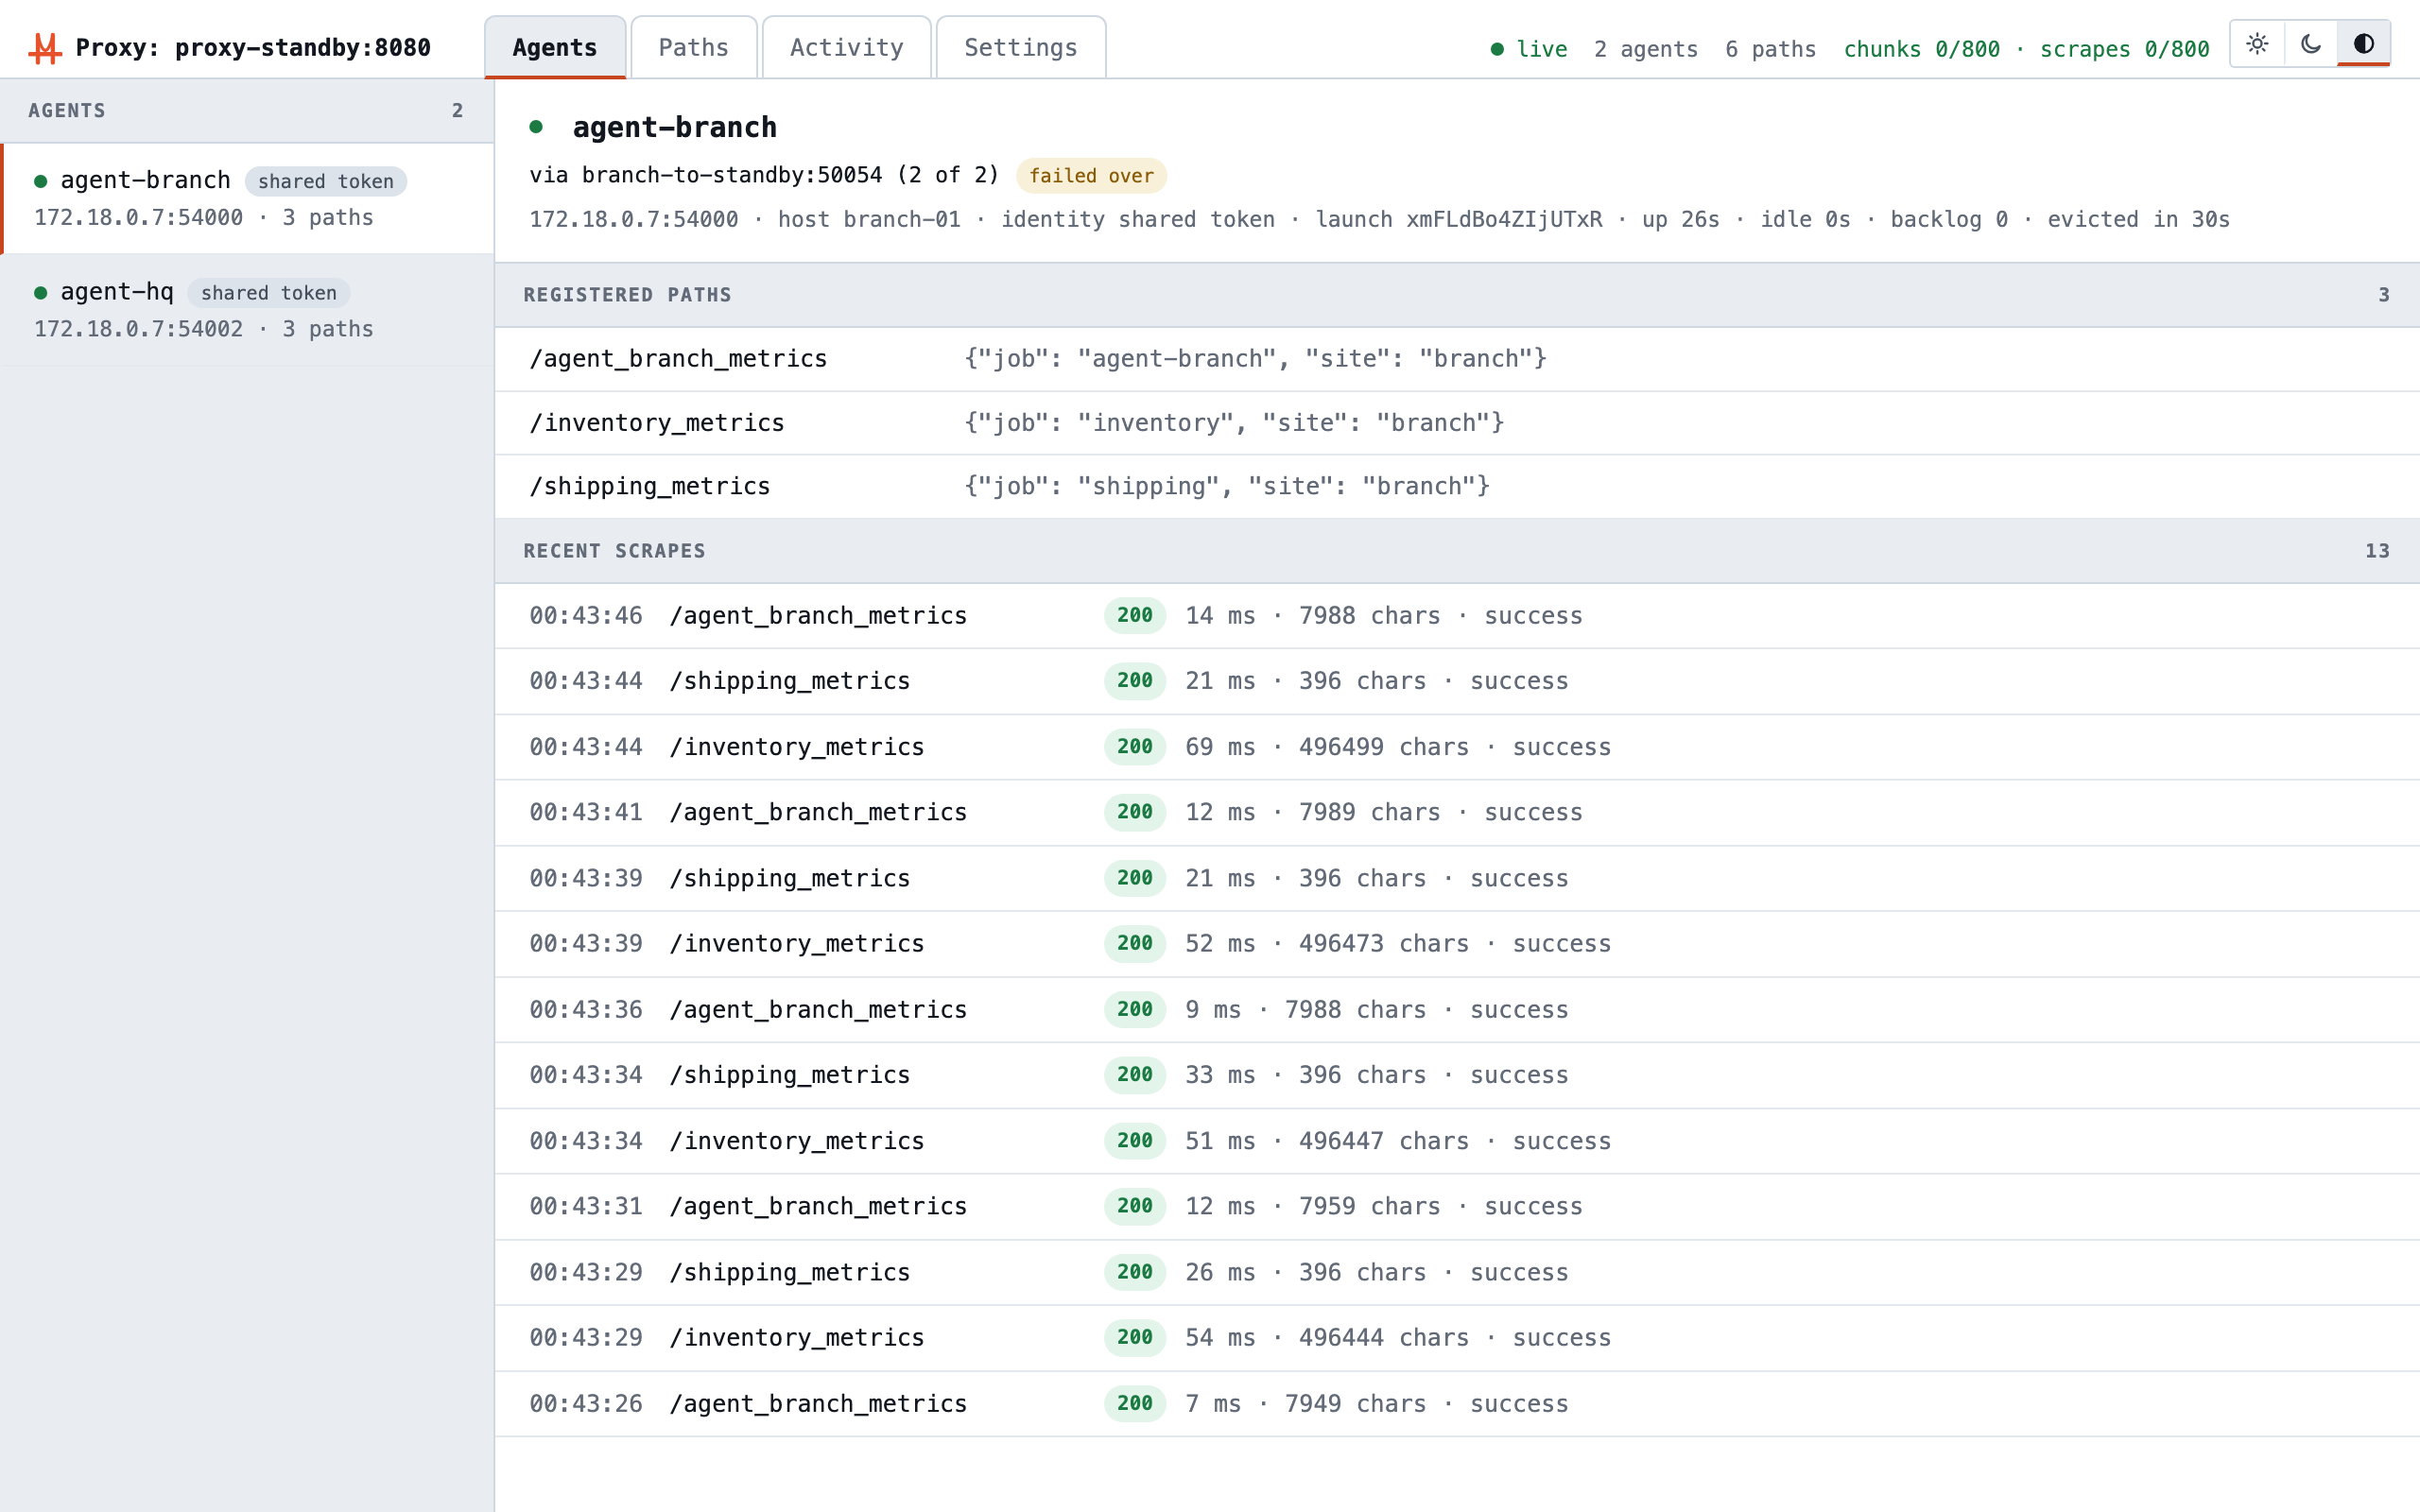 Proxy: proxy-standby:8080 Agents Paths Activity Settings live 2 agents 6 paths chunks 0/800 · scrapes 0/800
AGENTS 2
agent-branch shared token
172.18.0.7:54000 · 3 paths
agent-hq shared token
172.18.0.7:54002 · 3 paths
agent-branch
via branch-to-standby:50054 (2 of 2) failed over
172.18.0.7:54000 · host branch-01 · identity shared token · launch xmFLdBo4ZIjUTxR · up 26s · idle 0s · backlog 0 · evicted in 30s
REGISTERED PATHS 3
/agent_branch_metrics {"job": "agent-branch", "site": "branch"}
/inventory_metrics {"job": "inventory", "site": "branch"}
/shipping_metrics {"job": "shipping", "site": "branch"}
RECENT SCRAPES 13
00:43:46 /agent_branch_metrics 200 14 ms · 7988 chars · success
00:43:44 /shipping_metrics 200 21 ms · 396 chars · success
00:43:44 /inventory_metrics 200 69 ms · 496499 chars · success
00:43:41 /agent_branch_metrics 200 12 ms · 7989 chars · success
00:43:39 /shipping_metrics 200 21 ms · 396 chars · success
00:43:39 /inventory_metrics 200 52 ms · 496473 chars · success
00:43:36 /agent_branch_metrics 200 9 ms · 7988 chars · success
00:43:34 /shipping_metrics 200 33 ms · 396 chars · success
00:43:34 /inventory_metrics 200 51 ms · 496447 chars · success
00:43:31 /agent_branch_metrics 200 12 ms · 7959 chars · success
00:43:29 /shipping_metrics 200 26 ms · 396 chars · success
00:43:29 /inventory_metrics 200 54 ms · 496444 chars · success
00:43:26 /agent_branch_metrics 200 7 ms · 7949 chars · success